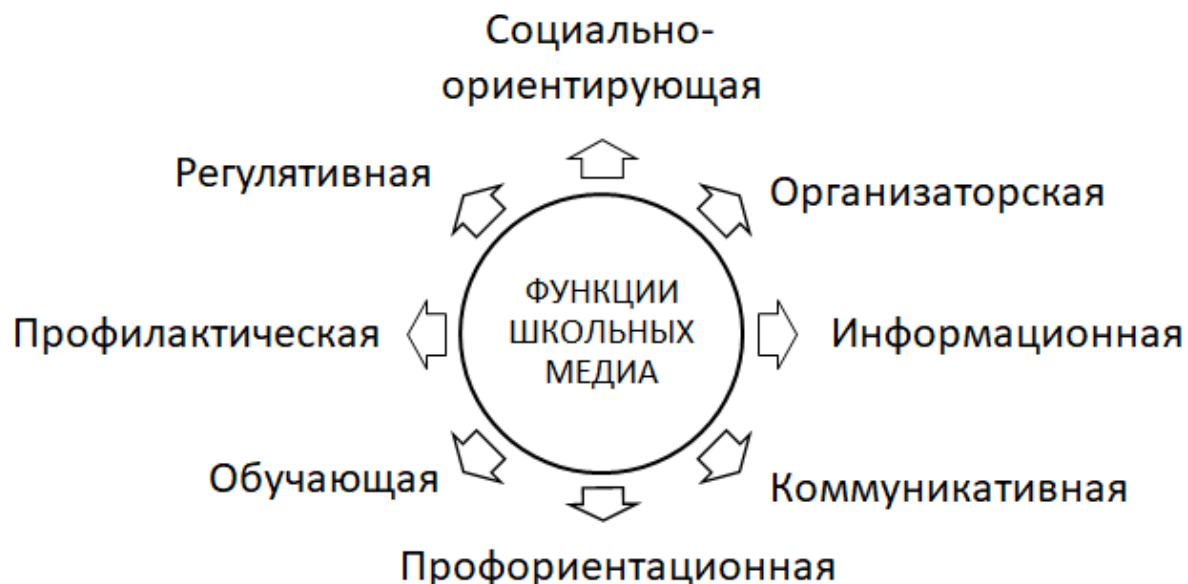 Социально-
ориентирующая
Регулятивная
Организаторская
Профилактическая
ФУНКЦИИ
ШКОЛЬНЫХ
МЕДИА
Информационная
Обучающая
Коммуникативная
Профориентационная